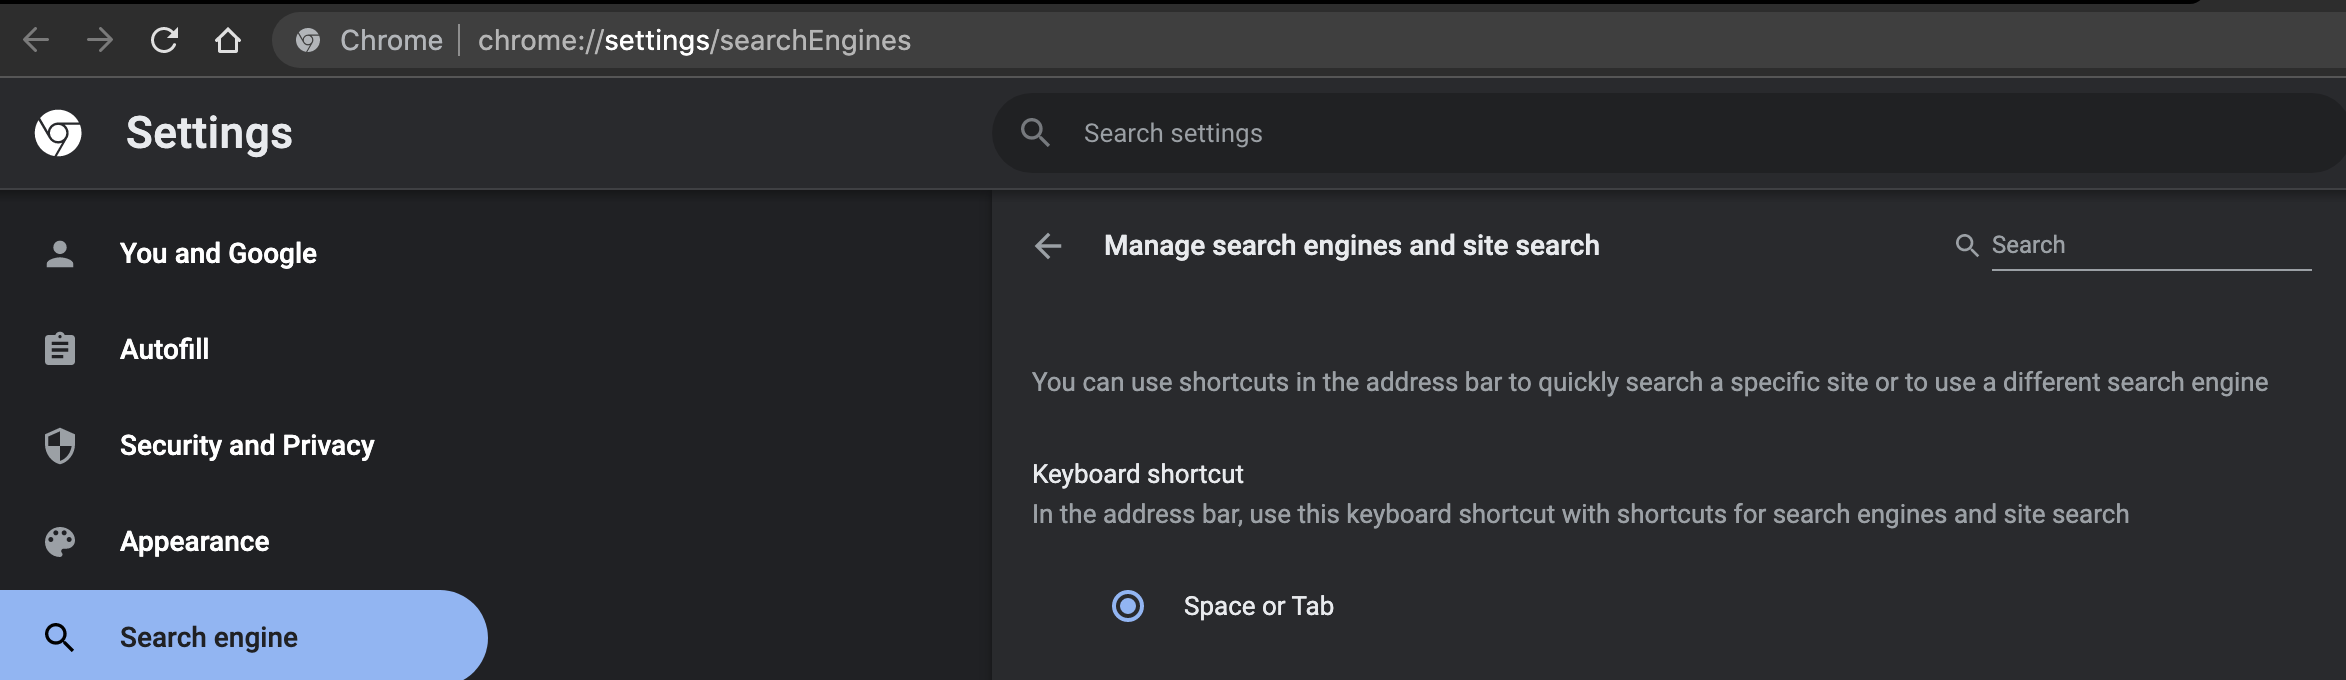 Chrome | chrome://settings/searchEngines
Settings
Search settings
You and Google
Autofill
Security and Privacy
Appearance
Search engine
Manage search engines and site search
Search
You can use shortcuts in the address bar to quickly search a specific site or to use a different search engine
Keyboard shortcut
In the address bar, use this keyboard shortcut with shortcuts for search engines and site search
Space or Tab